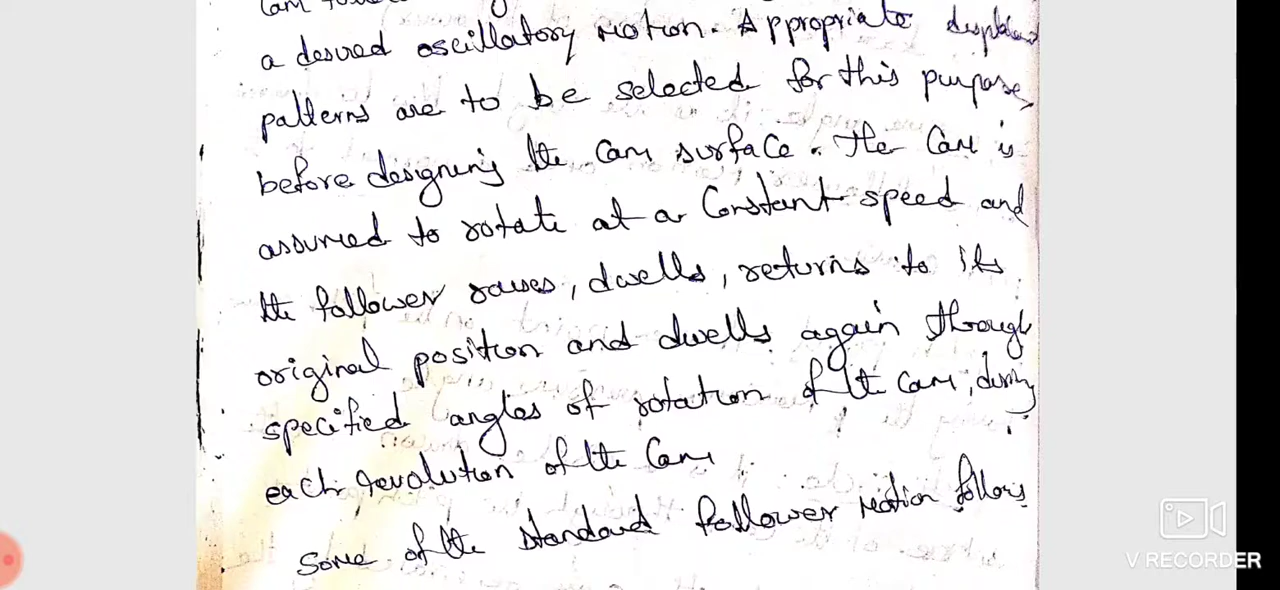 Cam follo
a desired oscillatory motion. Appropriate displacement
patterns are to be selected for this purpose,
before designing the cam surface. The Cam is
assumed to rotate at a Constant speed and
the follower raises, dwells, returns to its
original position and dwells again through
specified angles of rotation of the cam, during
each revolution of the Cam
Some of the standard follower motion follows
V RECORDER